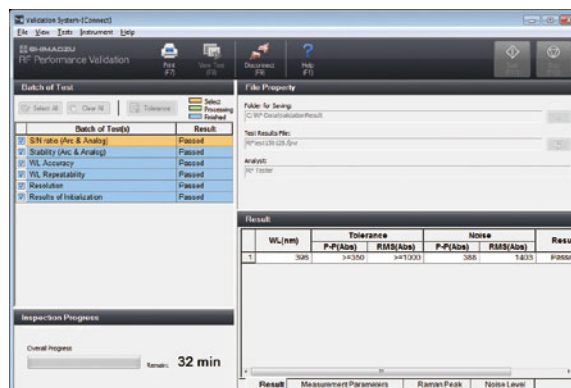 Validation System-[Connect]
File View Tests Instrument Help
SHIMADZU
RF Performance Validation
Print
(F7)
View Test
(F8)
Disconnect
(F9)
Help
(F1)
Batch of Test
File Property
Select All
Clear All
Tolerance
Select
Processing
Finished
Batch of Test(s) Result
S/N ratio (Arc & Analog) Passed
Stability (Arc & Analog) Passed
WL Accuracy Passed
WL Repeatability Passed
Resolution Passed
Results of Initialization Passed
Folder for Saving:
Test Results File:
Analyst:
RF Tester
Result
WL(nm) Tolerance Noise Resu
P-P(Abs) RMS(Abs) P-P(Abs) RMS(Abs)
1 >=350 >=1000 1403 Passe
Inspection Progress
Overall Progress
Remain: 32 min
Result Measurement Parameters Raman Peak Noise Level